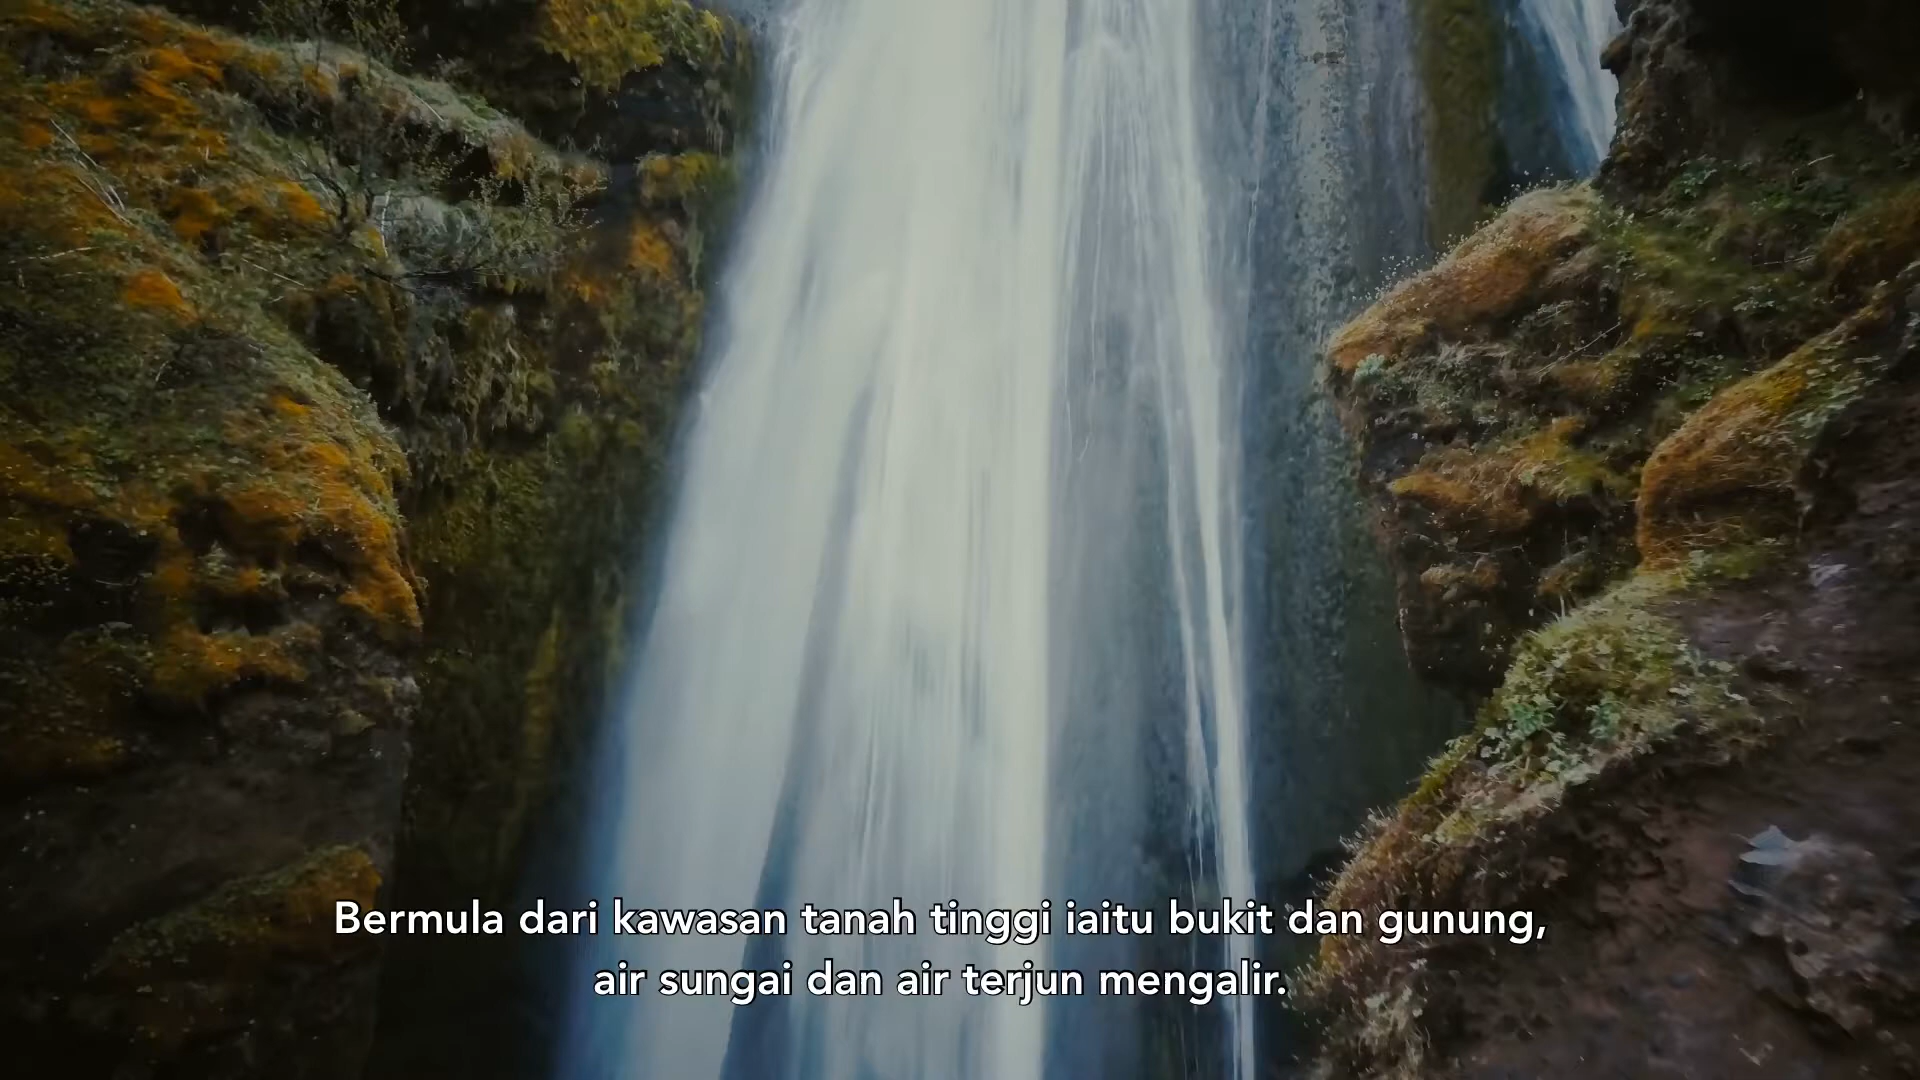 Bermula dari kawasan tanah tinggi iaitu bukit dan gunung,
air sungai dan air terjun mengalir.